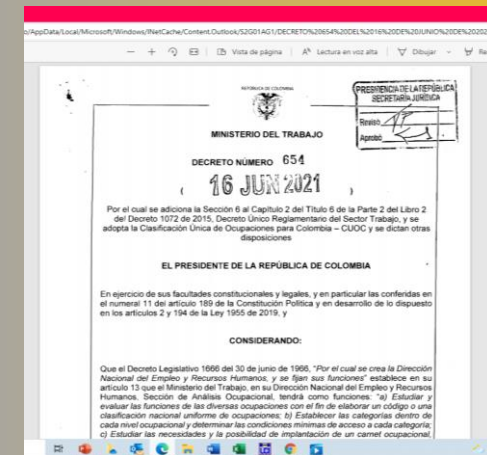 o/AppData/Local/Microsoft/Windows/INetCache/Content.Outlook/S2G01AG1/DECRETO%20654%20DEL%2016%20DE%20JUNIO%20DE%20202
Vista de página | Lectura en voz alta | Dibujar
REPÚBLICA DE COLOMBIA
PRESIDENCIA DE LA REPÚBLICA
SECRETARÍA JURÍDICA
Revisó
Aprobó
MINISTERIO DEL TRABAJO
DECRETO NÚMERO 654
( 16 JUN 2021 )
Por el cual se adiciona la Sección 6 al Capítulo 2 del Título 6 de la Parte 2 del Libro 2
del Decreto 1072 de 2015, Decreto Único Reglamentario del Sector Trabajo, y se
adopta la Clasificación Única de Ocupaciones para Colombia – CUOC y se dictan otras
disposiciones
EL PRESIDENTE DE LA REPÚBLICA DE COLOMBIA
En ejercicio de sus facultades constitucionales y legales, y en particular las conferidas en
el numeral 11 del artículo 189 de la Constitución Política y en desarrollo de lo dispuesto
en los artículos 2 y 194 de la Ley 1955 de 2019, y
CONSIDERANDO:
Que el Decreto Legislativo 1666 del 30 de junio de 1966, "Por el cual se crea la Dirección
Nacional del Empleo y Recursos Humanos, y se fijan sus funciones" establece en su
artículo 13 que el Ministerio del Trabajo, en su Dirección Nacional del Empleo y Recursos
Humanos, Sección de Análisis Ocupacional, tendrá como funciones: "a) Estudiar y
evaluar las funciones de las diversas ocupaciones con el fin de elaborar un código o una
clasificación nacional uniforme de ocupaciones; b) Establecer las categorías dentro de
cada nivel ocupacional y determinar las condiciones mínimas de acceso a cada categoría;
c) Estudiar las necesidades y la posibilidad de implantación de un carnet ocupacional,